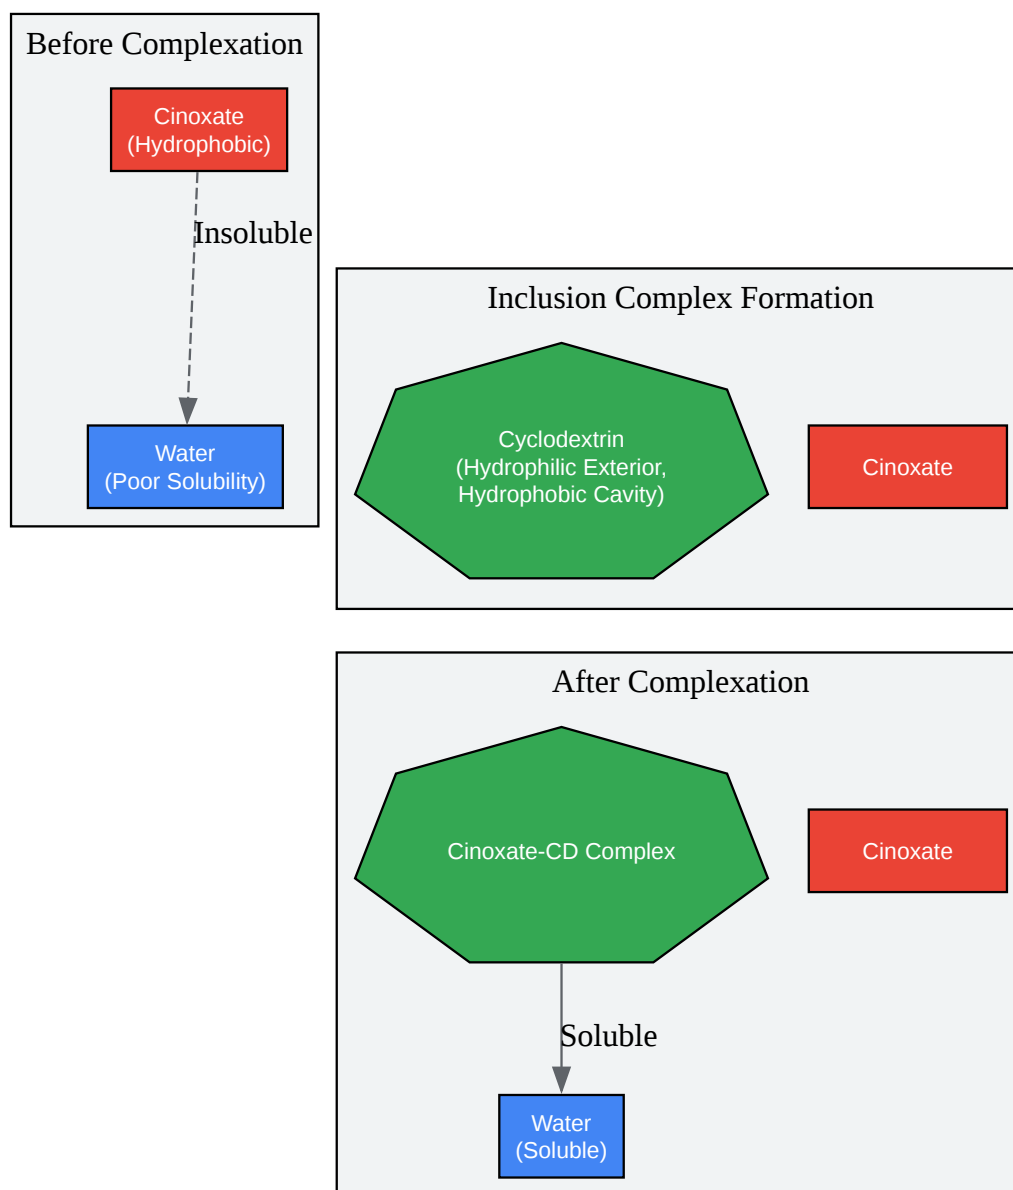 Before Complexation
Cinoxate
(Hydrophobic)
Insoluble
Water
(Poor Solubility)
Inclusion Complex Formation
Cyclodextrin
(Hydrophilic Exterior,
Hydrophobic Cavity)
Cinoxate
After Complexation
Cinoxate-CD Complex
Cinoxate
Soluble
Water
(Soluble)